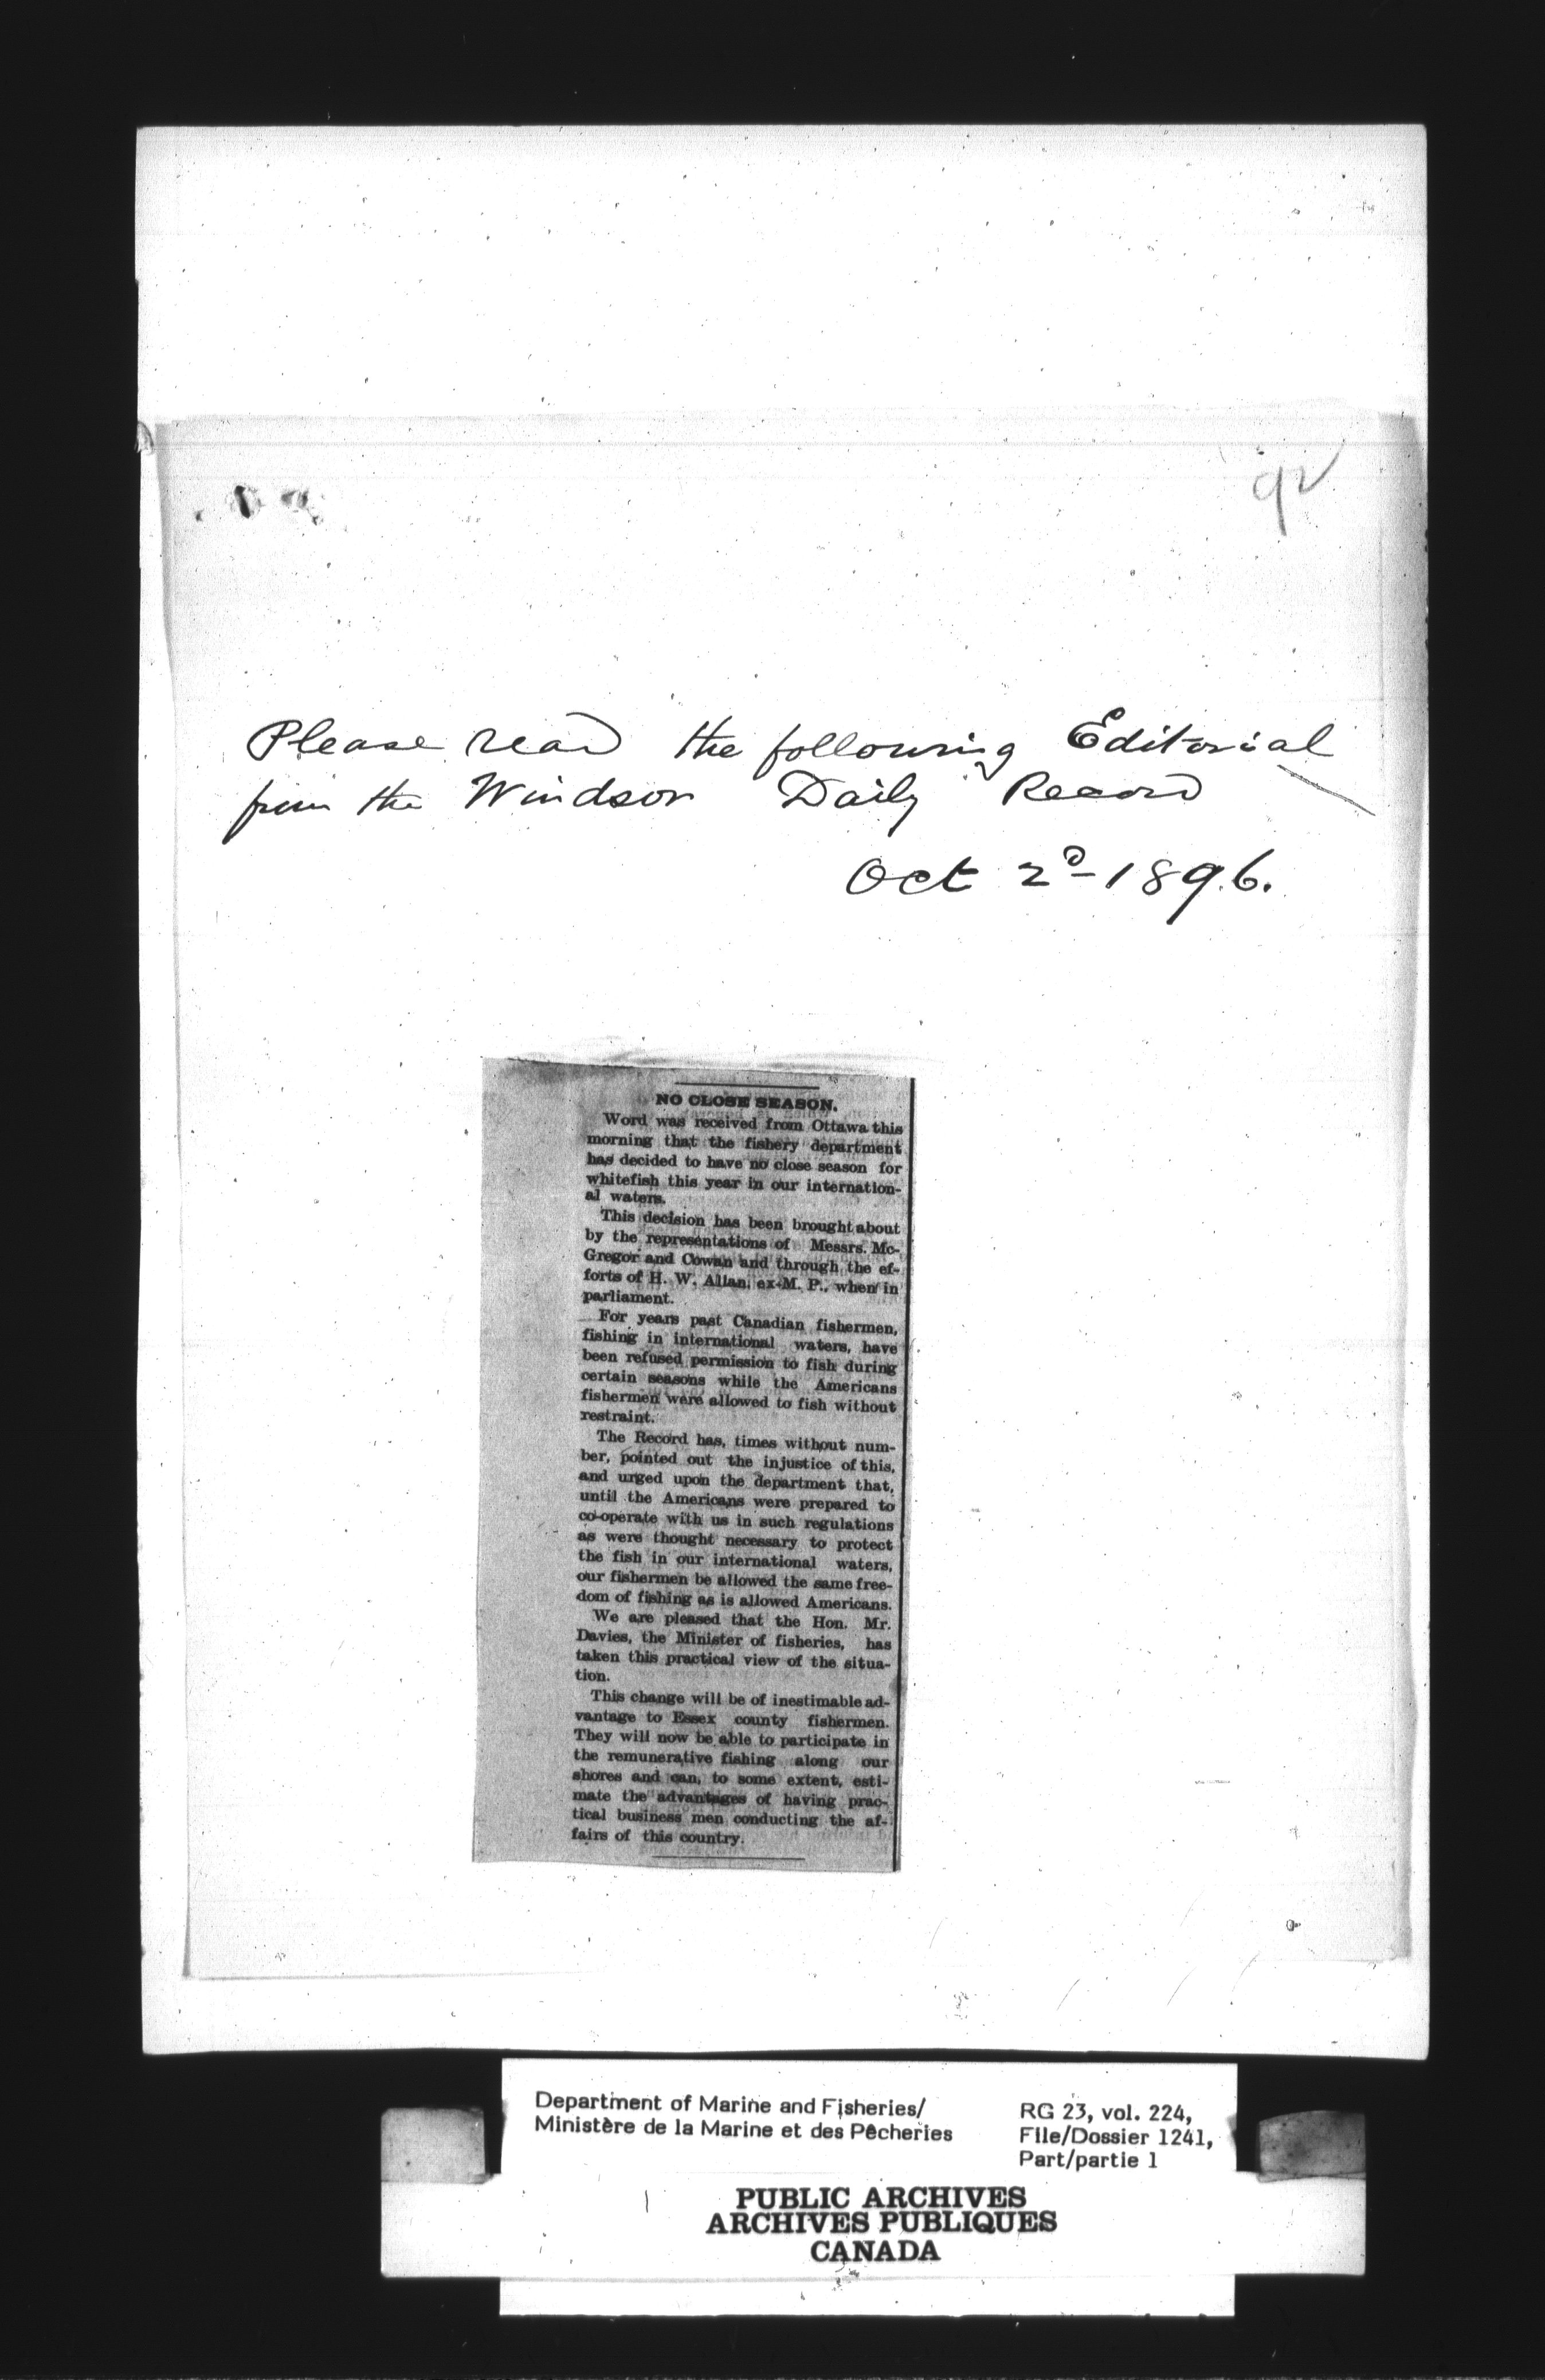 92
Please read the following Editorial
from the Windsor Daily Record
Oct 2D 1896.
NO CLOSE SEASON.
Word was received from Ottawa this
morning that the fishery department
has decided to have no close season for
whitefish this year in our internation-
al waters.
This decision has been brought about
by the representations of Messrs. Mc-
Gregor and Cowan and through the ef-
forts of H. W. Allan, ex-M. P., when in
parliament.
For years past Canadian fishermen,
fishing in international waters, have
been refused permission to fish during
certain seasons while the Americans
fishermen were allowed to fish without
restraint.
The Record has, times without num-
ber, pointed out the injustice of this,
and urged upon the department that,
until the Americans were prepared to
co-operate with us in such regulations
as were thought necessary to protect
the fish in our international waters,
our fishermen be allowed the same free-
dom of fishing as is allowed Americans.
We are pleased that the Hon. Mr.
Davies, the Minister of fisheries, has
taken this practical view of the situa-
tion.
This change will be of inestimable ad-
vantage to Essex county fishermen.
They will now be able to participate in
the remunerative fishing along our
shores and can, to some extent, esti-
mate the advantages of having prac-
tical business men conducting the af-
fairs of this country.
Department of Marine and Fisheries/
Ministère de la Marine et des Pêcheries
RG 23, vol. 224,
File/Dossier 1241,
Part/partie 1
PUBLIC ARCHIVES
ARCHIVES PUBLIQUES
CANADA